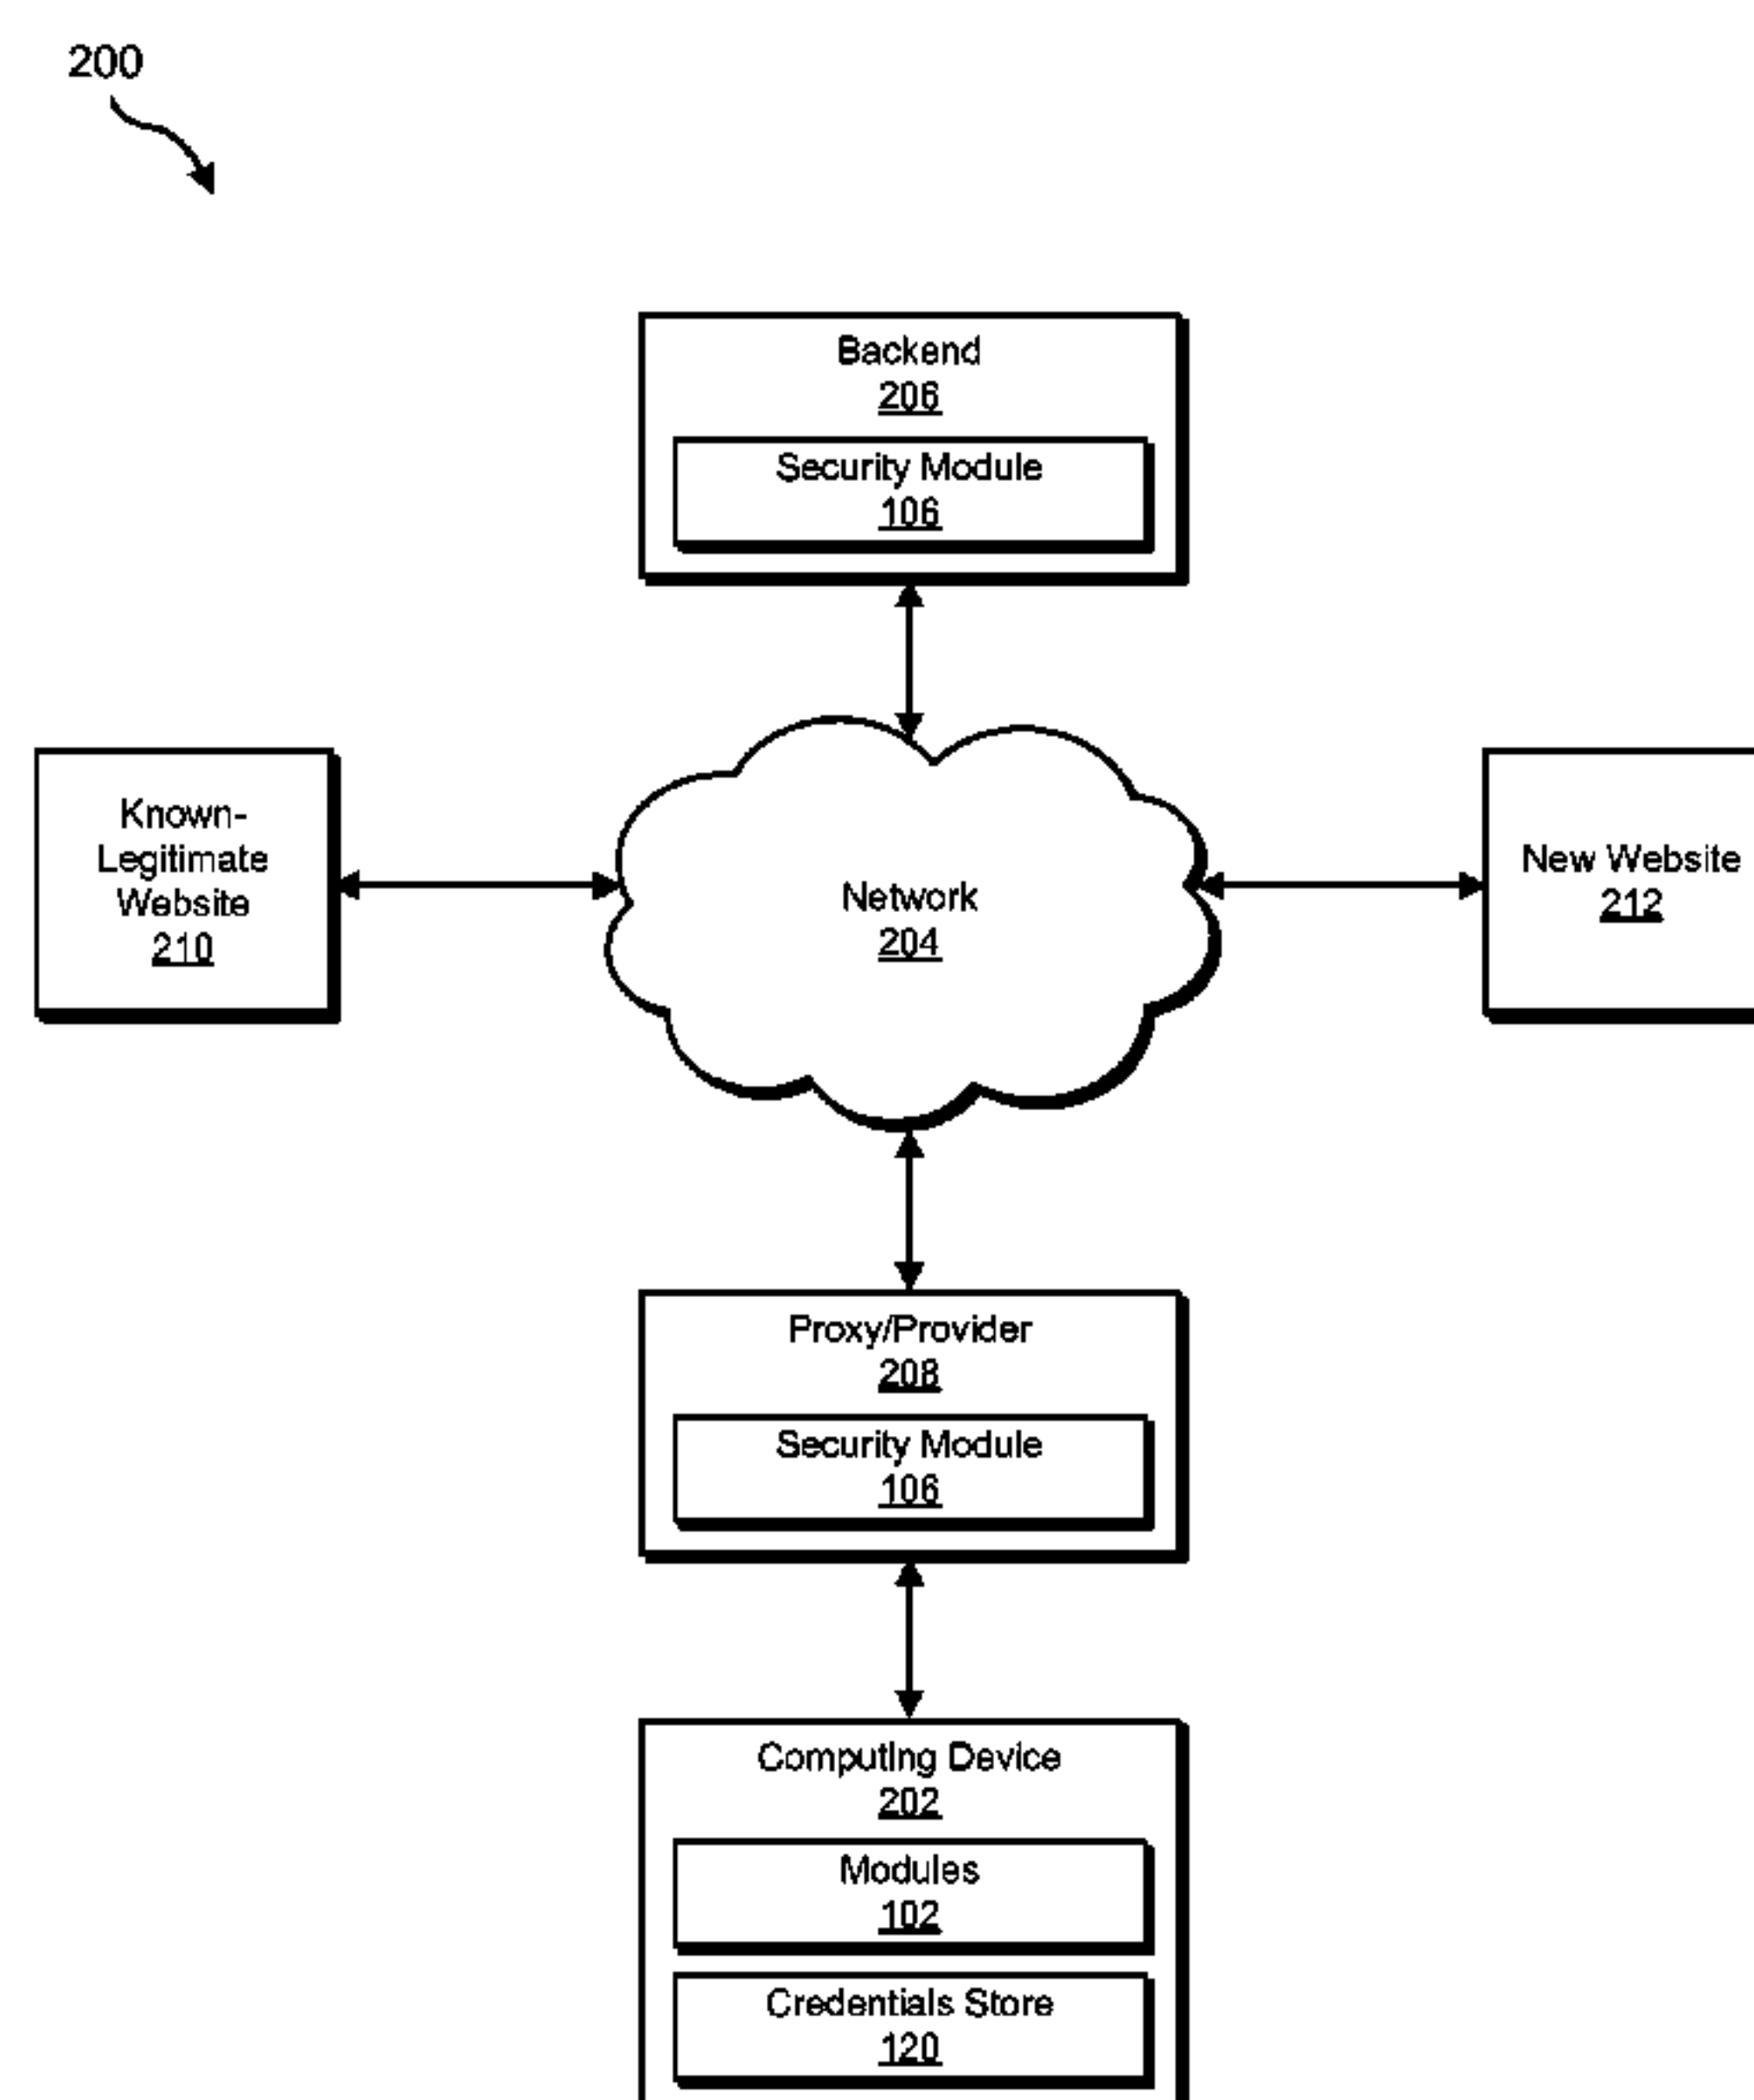 200
Backend
206
Security Module
106
Known-
Legitimate
Website
210
Network
204
New Website
212
Proxy/Provider
208
Security Module
106
Computing Device
202
Modules
102
Credentials Store
120